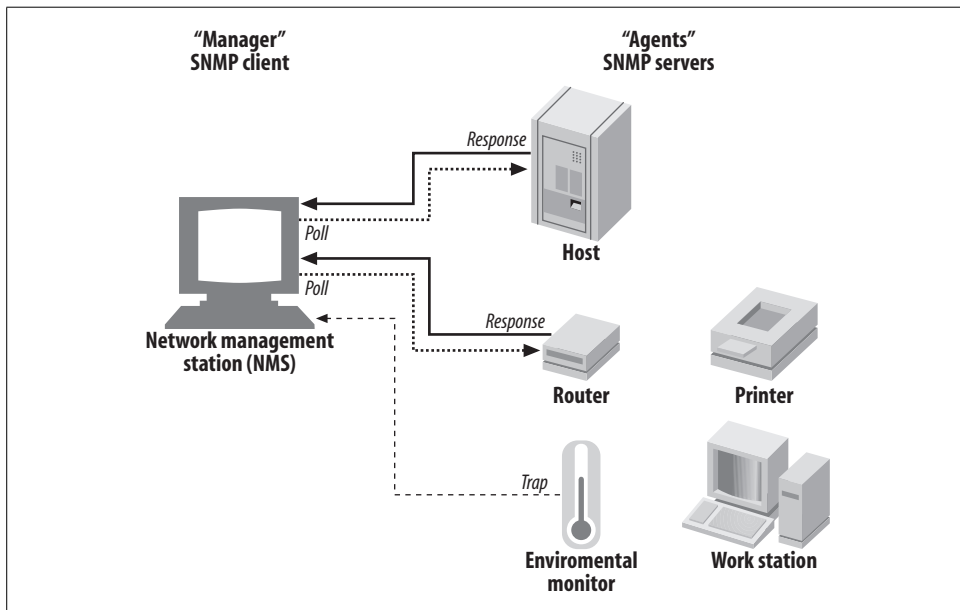 “Manager”
SNMP client
“Agents”
SNMP servers
Response
Poll
Host
Poll
Response
Network management
station (NMS)
Router
Printer
Trap
Enviromental
monitor
Work station